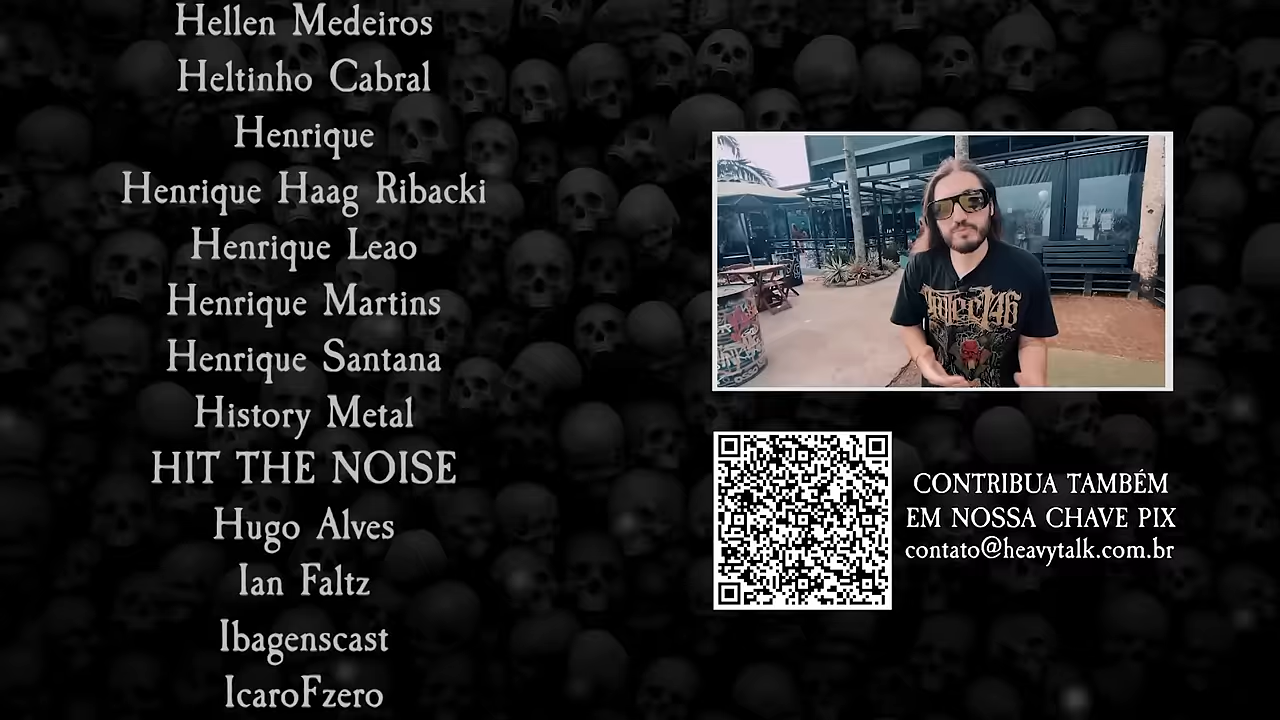 Hellen Medeiros
Heltinho Cabral
Henrique
Henrique Haag Ribacki
Henrique Leao
Henrique Martins
Henrique Santana
History Metal
HIT THE NOISE
Hugo Alves
Ian Faltz
Ibagenscast
IcaroFzero
CONTRIBUA TAMBÉM
EM NOSSA CHAVE PIX
contato@heavytalk.com.br